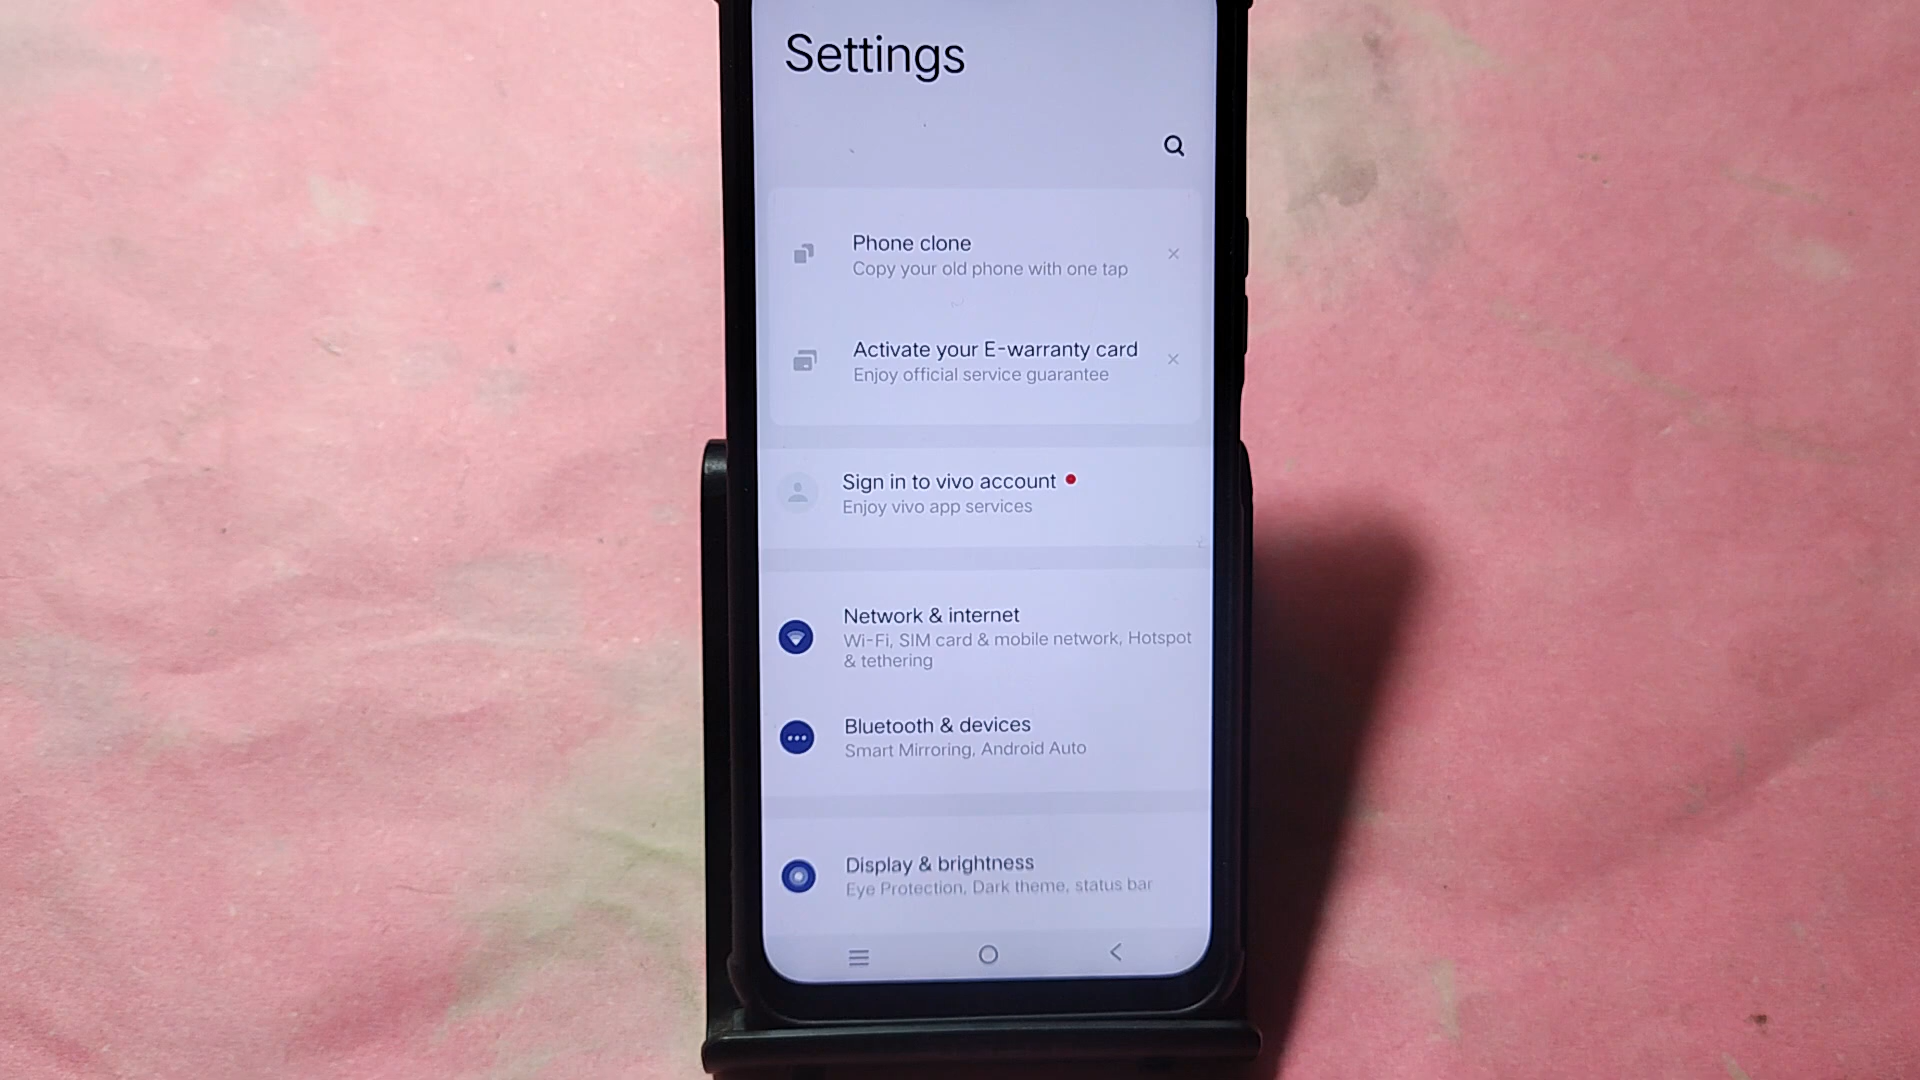 Settings
Phone clone
Copy your old phone with one tap
Activate your E-warranty card
Enjoy official service guarantee
Sign in to vivo account
Enjoy vivo app services
Network & internet
Wi-Fi, SIM card & mobile network, Hotspot
& tethering
Bluetooth & devices
Smart Mirroring, Android Auto
Display & brightness
Eye Protection, Dark theme, status bar